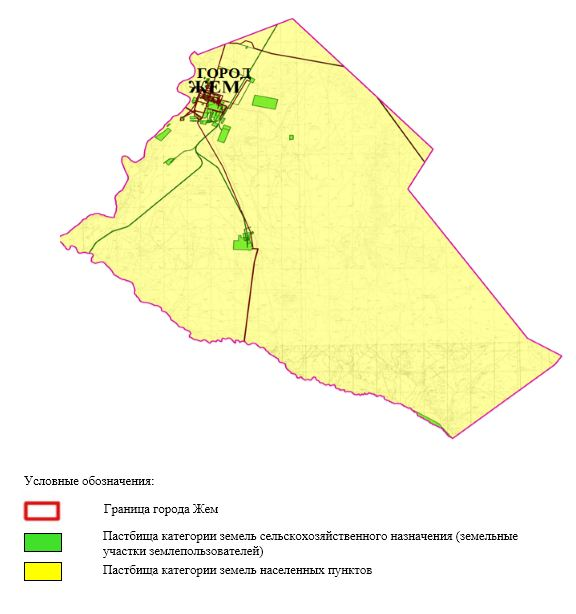 ГОРОД
ЖЕМ
Условные обозначения:
Граница города Жем
Пастбища категории земель сельскохозяйственного назначения (земельные
участки землепользователей)
Пастбища категории земель населенных пунктов